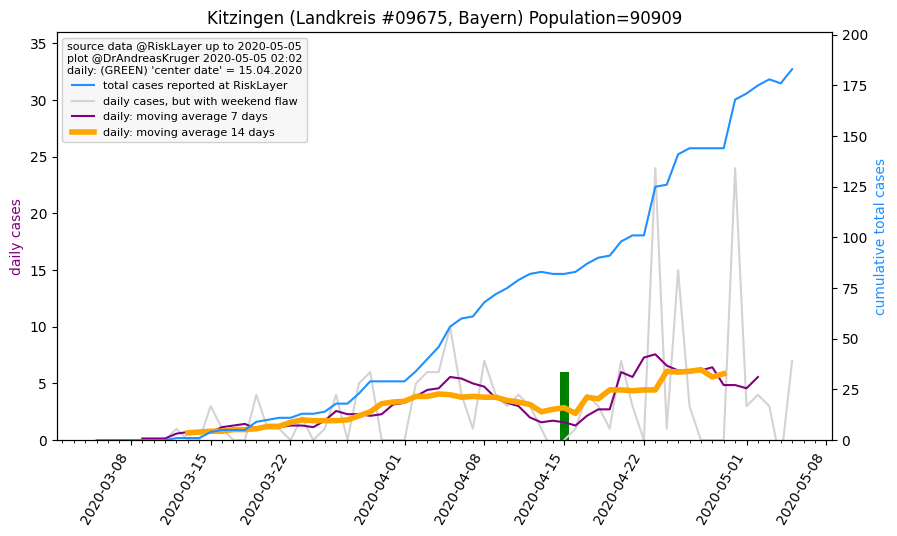 Kitzingen (Landkreis #09675, Bayern) Population=90909
source data @RiskLayer up to 2020-05-05
plot @DrAndreasKruger 2020-05-05 02:02
daily: (GREEN) 'center date' = 15.04.2020
total cases reported at RiskLayer
daily cases, but with weekend flaw
daily: moving average 7 days
daily: moving average 14 days
daily cases
35
30
25
20
15
10
5
0
200
175
150
125
100
75
50
25
0
cumulative total cases
2020-03-08
2020-03-15
2020-03-22
2020-04-01
2020-04-08
2020-04-15
2020-04-22
2020-05-01
2020-05-08